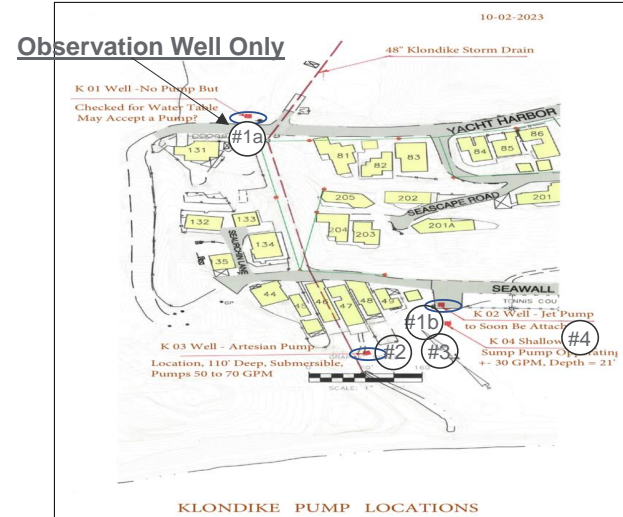 10-02-2023
Observation Well Only
48" Klondike Storm Drain
K 01 Well -No Pump But
Checked for Water Table
May Accept a Pump?
#1a
YACHT HARBOR
131
81
82
83
84
85
86
205
202
201
SEASCAPE ROAD
132
133
204
203
201A
134
35
SEAURCHIN LANE
SEAWALL
44
45
46
47
48
49
TENNIS COU
K 02 Well - Jet Pump
to Soon Be Attach
#1b
K 03 Well - Artesian Pump
#2
#3
K 04 Shallow
#4
Location, 110' Deep, Submersible,
Sump Pump Operating
Pumps 50 to 70 GPM
+- 30 GPM, Depth = 21'
SCALE: 1"
160
KLONDIKE PUMP LOCATIONS